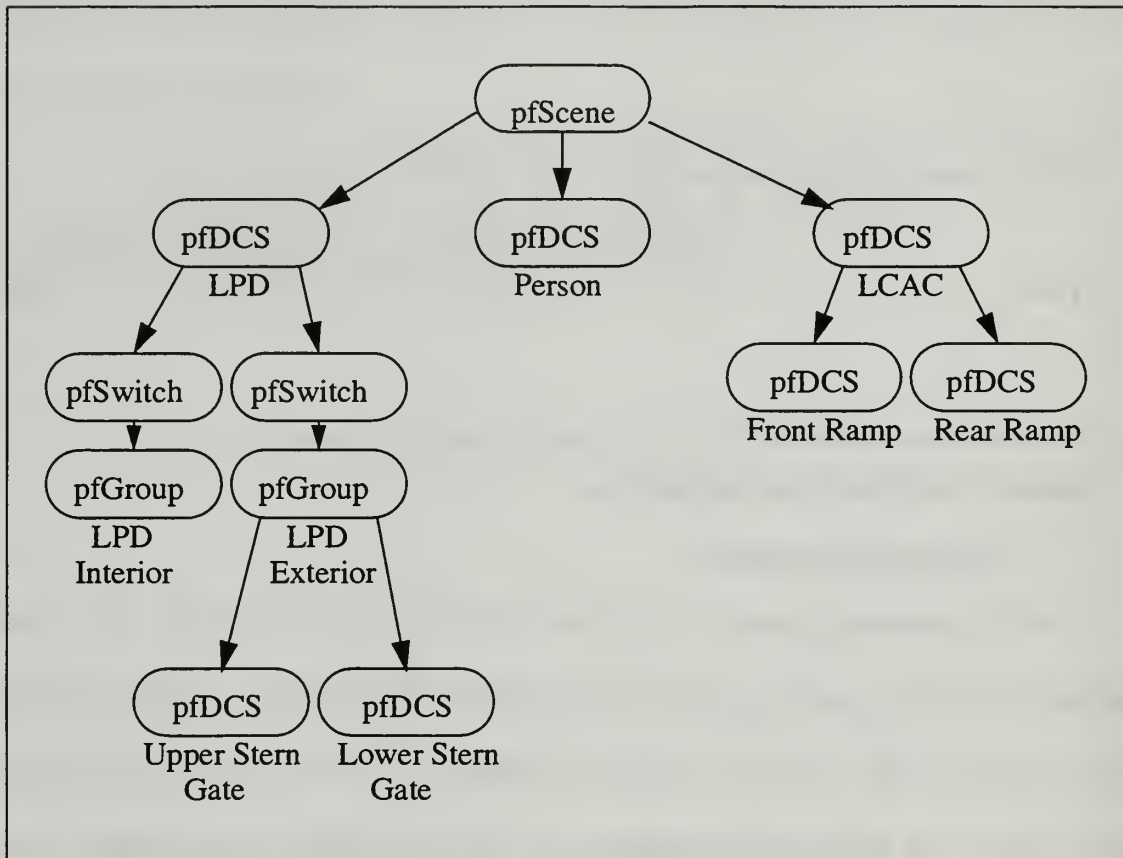 pfScene
pfDCS pfDCS pfDCS
LPD Person LCAC
pfSwitch pfSwitch pfDCS pfDCS
Front Ramp Rear Ramp
pfGroup pfGroup
LPD LPD
Interior Exterior
pfDCS pfDCS
Upper Stern Lower Stern
Gate Gate